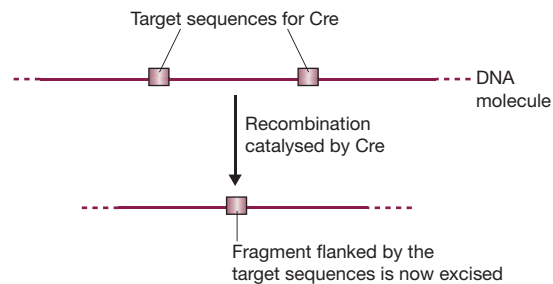 Target sequences for Cre
DNA
molecule
Recombination
catalysed by Cre
Fragment flanked by the
target sequences is now excised